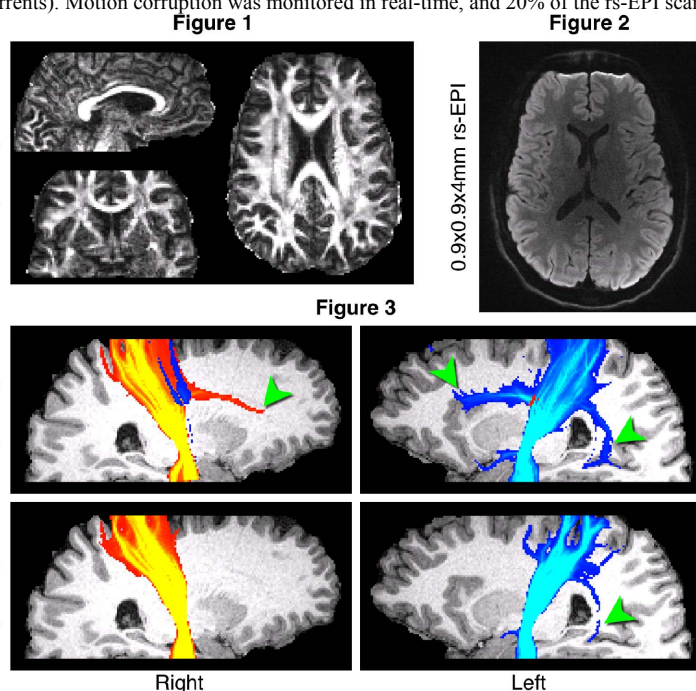 rrents). Motion corruption was monitored in real-time, and 20% of the rs-EPI scan
Figure 1
Figure 2
0.9x0.9x4mm rs-EPI
Figure 3
Right
Left